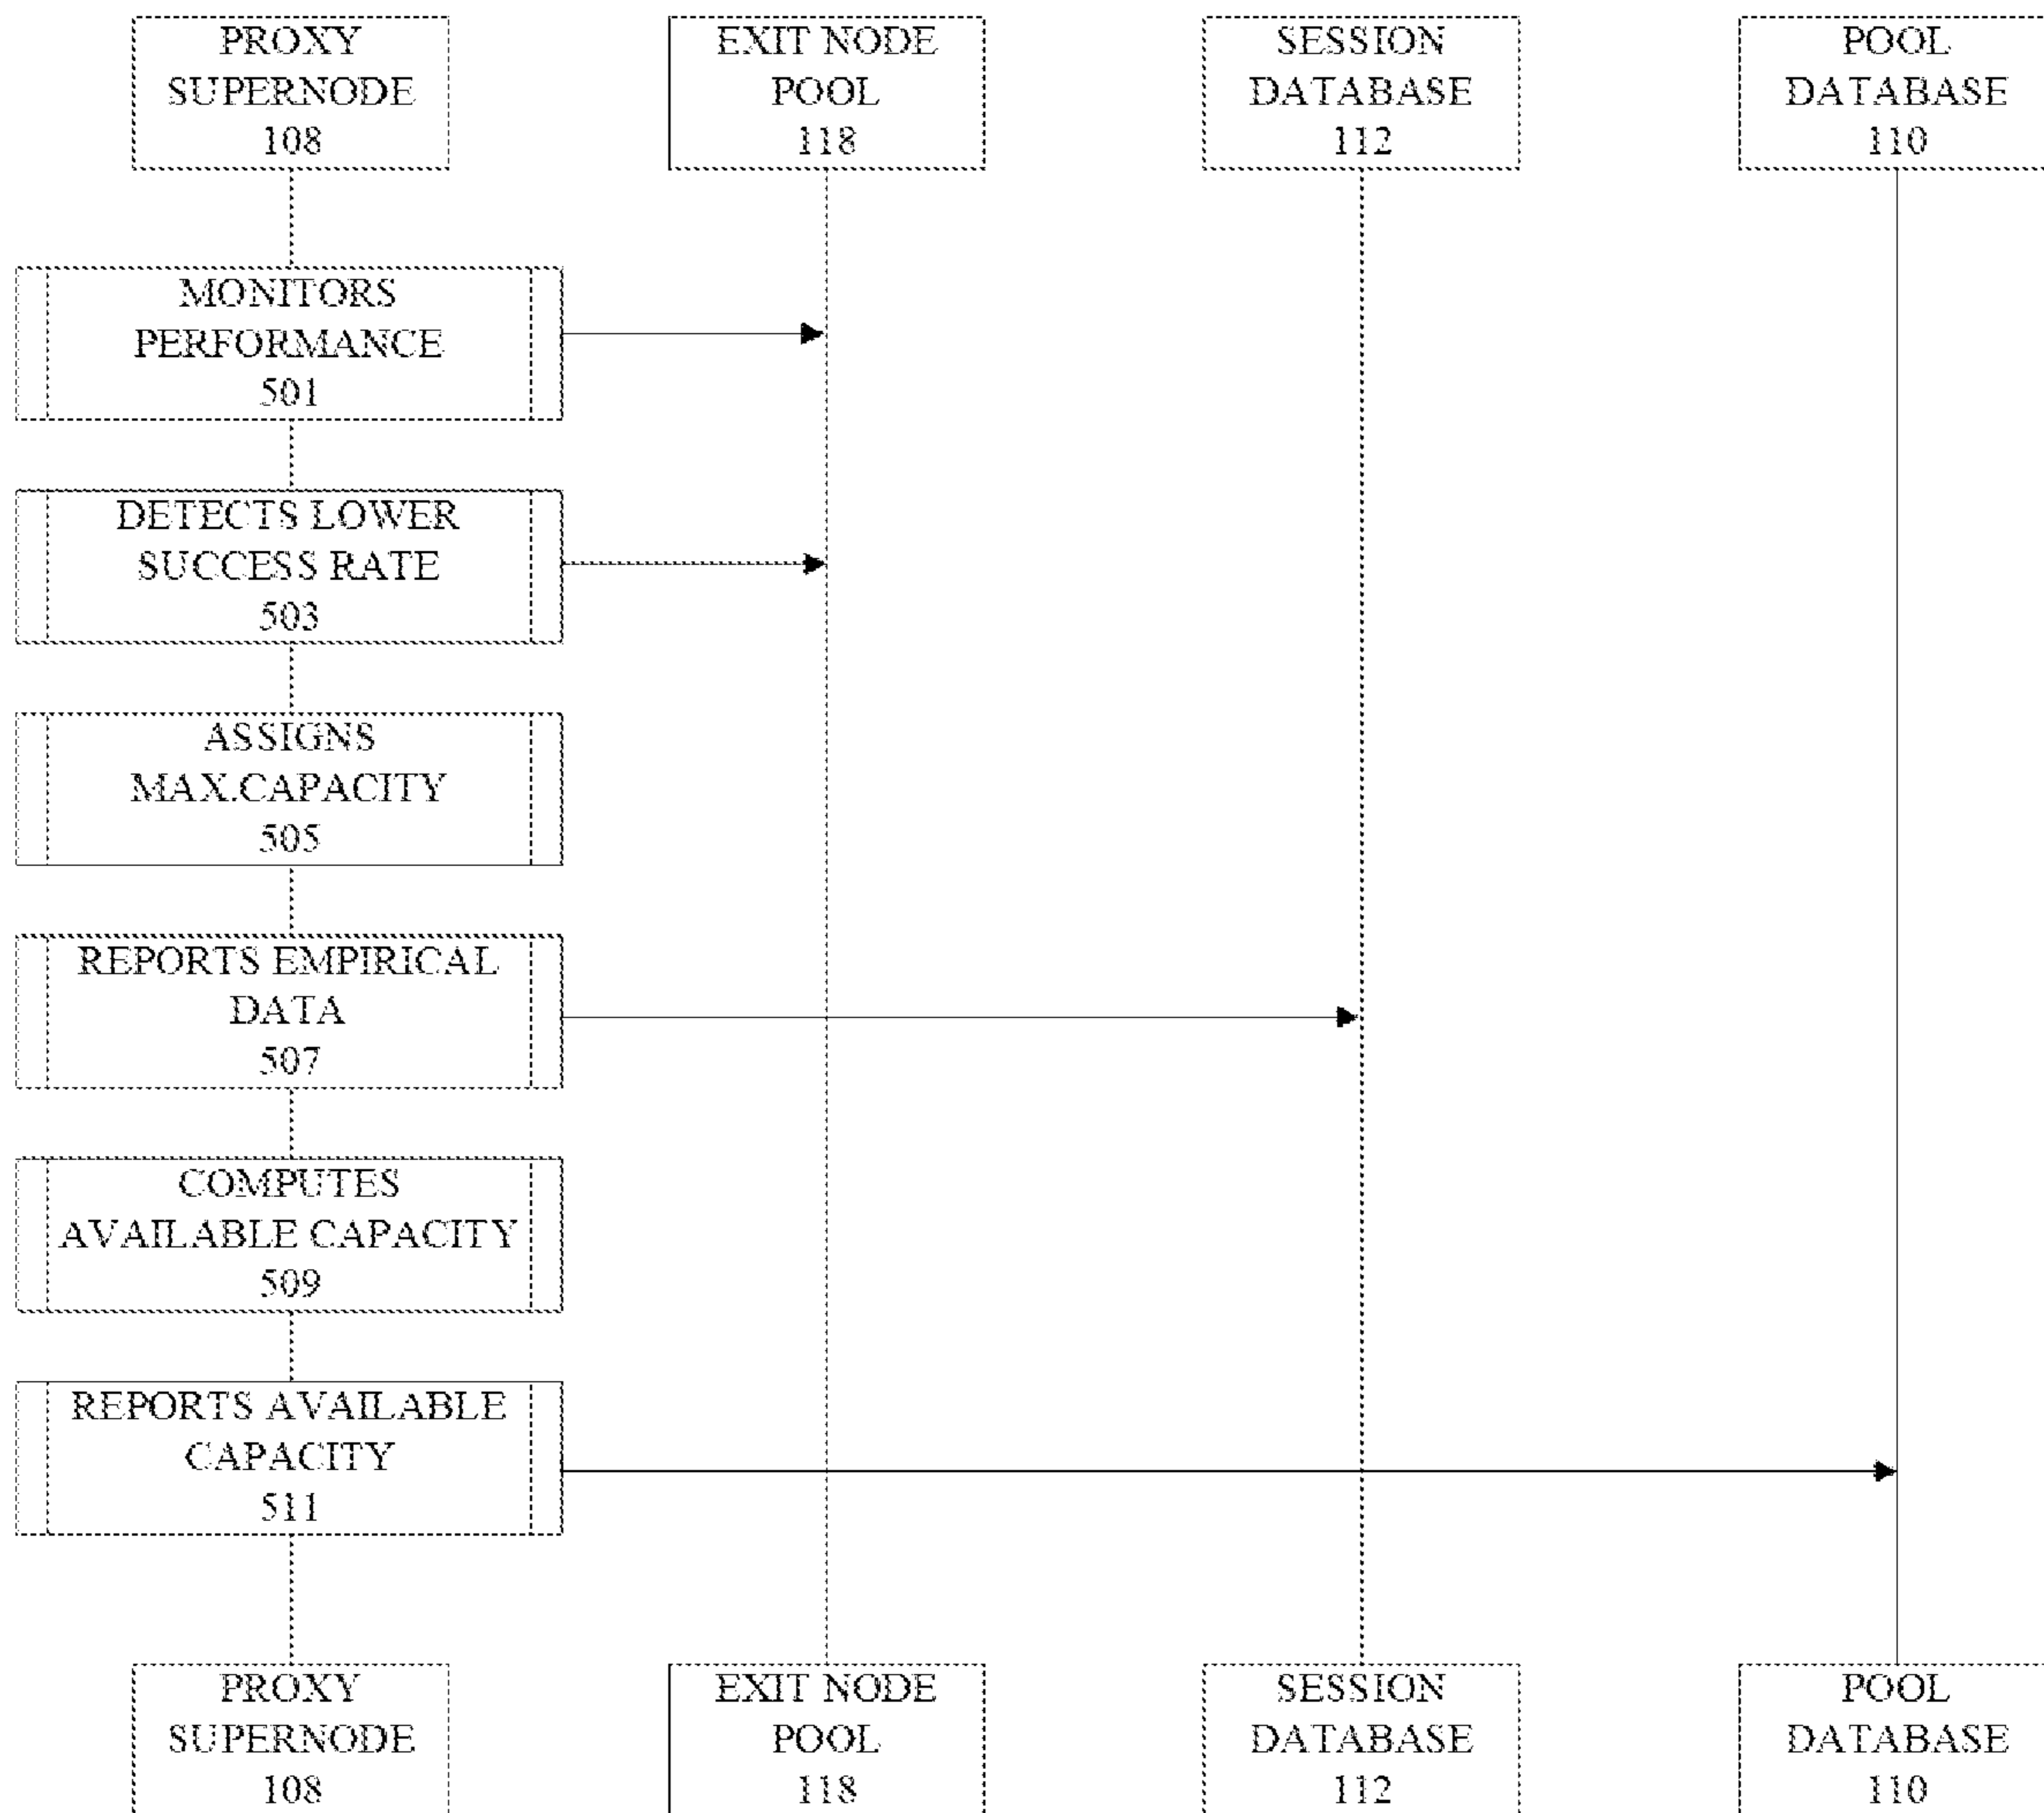 PROXY
SUPERNODE
108
EXIT NODE
POOL
118
SESSION
DATABASE
112
POOL
DATABASE
110
MONITORS
PERFORMANCE
501
DETECTS LOWER
SUCCESS RATE
503
ASSIGNS
MAX.CAPACITY
505
REPORTS EMPIRICAL
DATA
507
COMPUTES
AVAILABLE CAPACITY
509
REPORTS AVAILABLE
CAPACITY
511
PROXY
SUPERNODE
108
EXIT NODE
POOL
118
SESSION
DATABASE
112
POOL
DATABASE
110